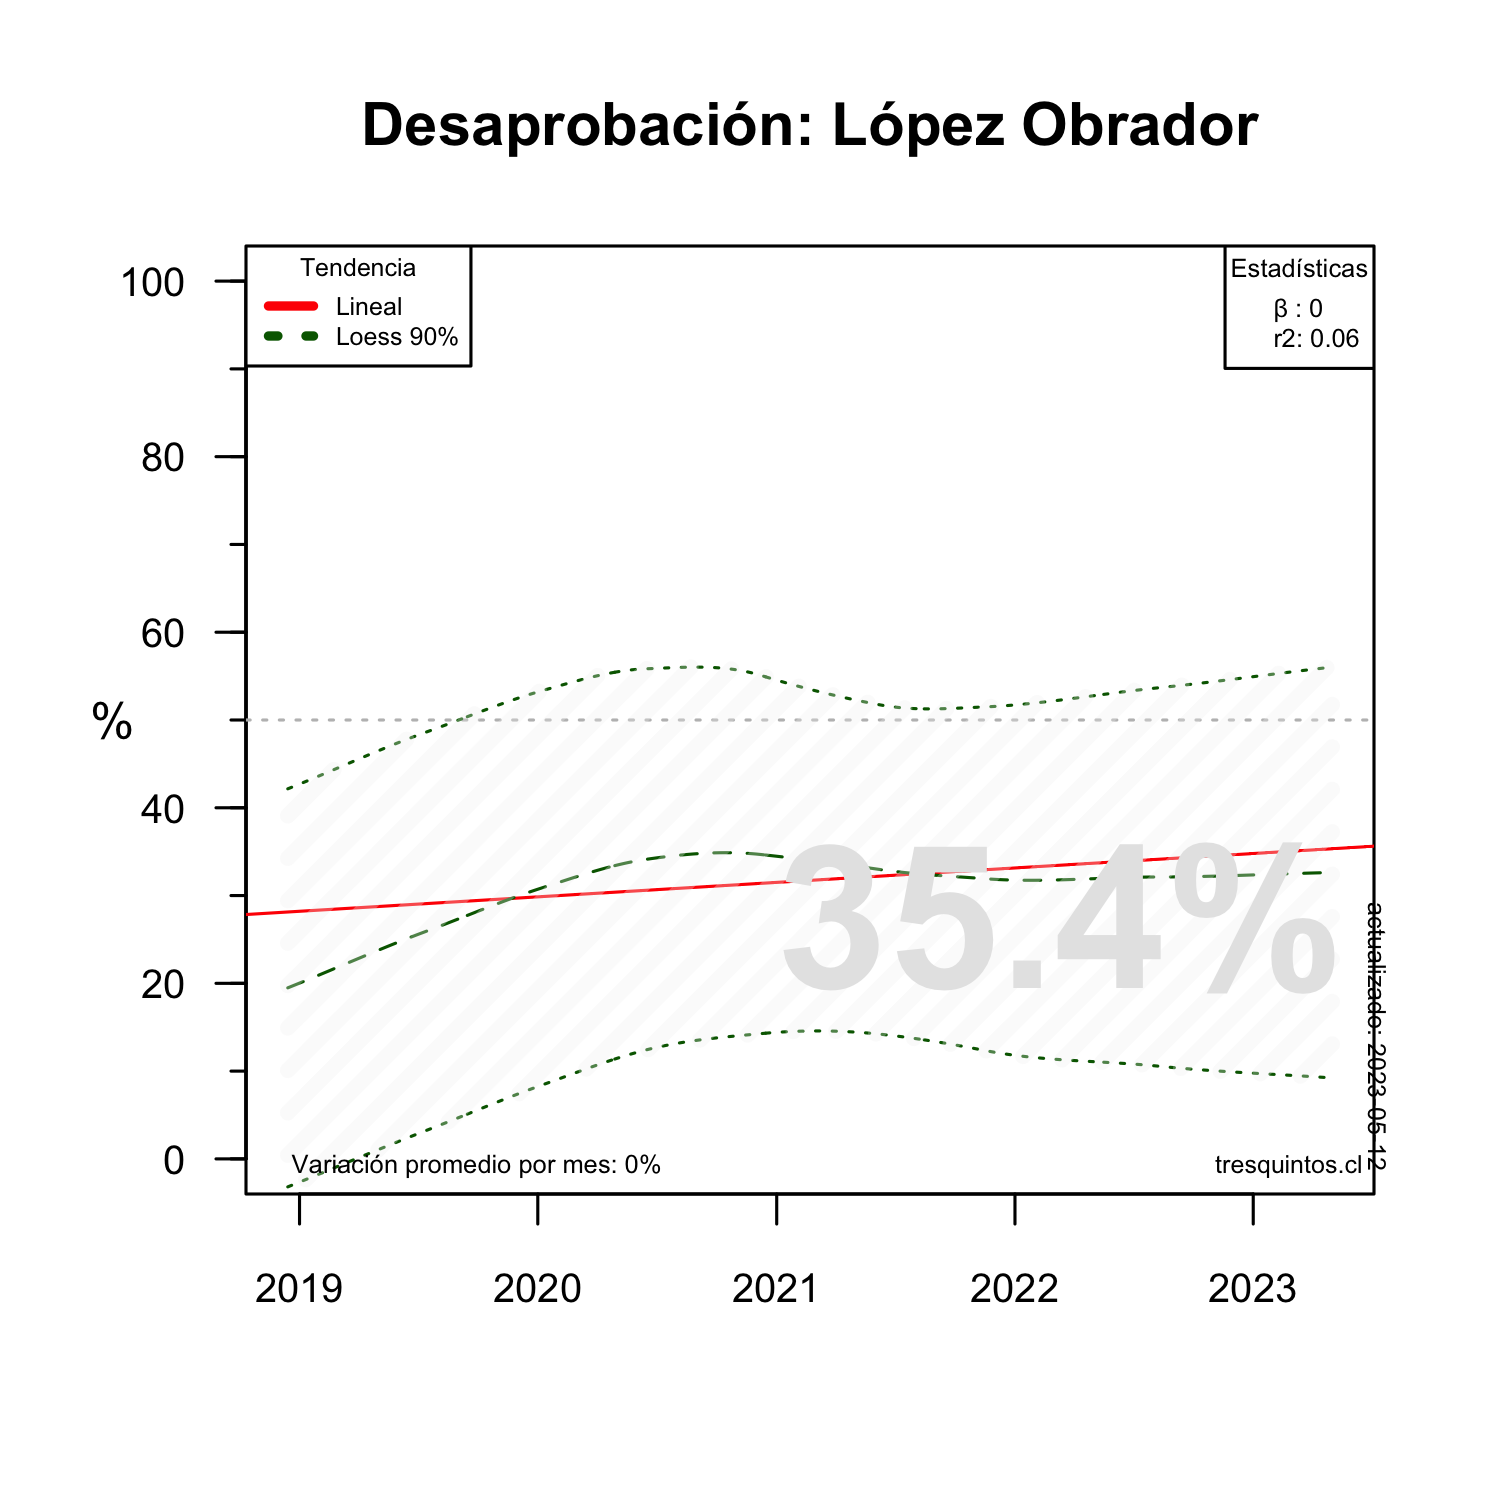 Desaprobación: López Obrador
Tendencia
Lineal
Loess 90%
Estadísticas
β : 0
r2: 0.06
100
80
60
%
40
20
0
35.4%
actualizado: 2023-05-12
Variación promedio por mes: 0%
tresquintos.cl
2019
2020
2021
2022
2023